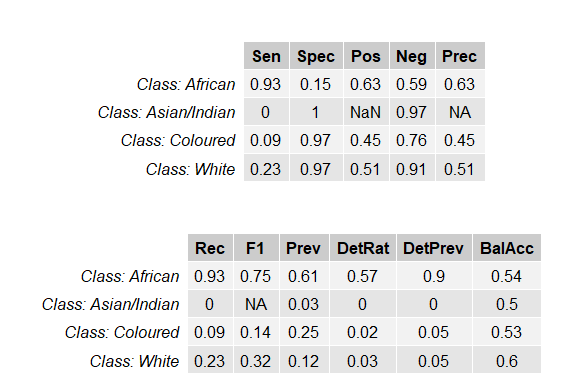 Sen Spec Pos Neg Prec
Class: African 0.93 0.15 0.63 0.59 0.63
Class: Asian/Indian 0 1 NaN 0.97 NA
Class: Coloured 0.09 0.97 0.45 0.76 0.45
Class: White 0.23 0.97 0.51 0.91 0.51
Rec F1 Prev DetRat DetPrev BalAcc
Class: African 0.93 0.75 0.61 0.57 0.9 0.54
Class: Asian/Indian 0 NA 0.03 0 0 0.5
Class: Coloured 0.09 0.14 0.25 0.02 0.05 0.53
Class: White 0.23 0.32 0.12 0.03 0.05 0.6